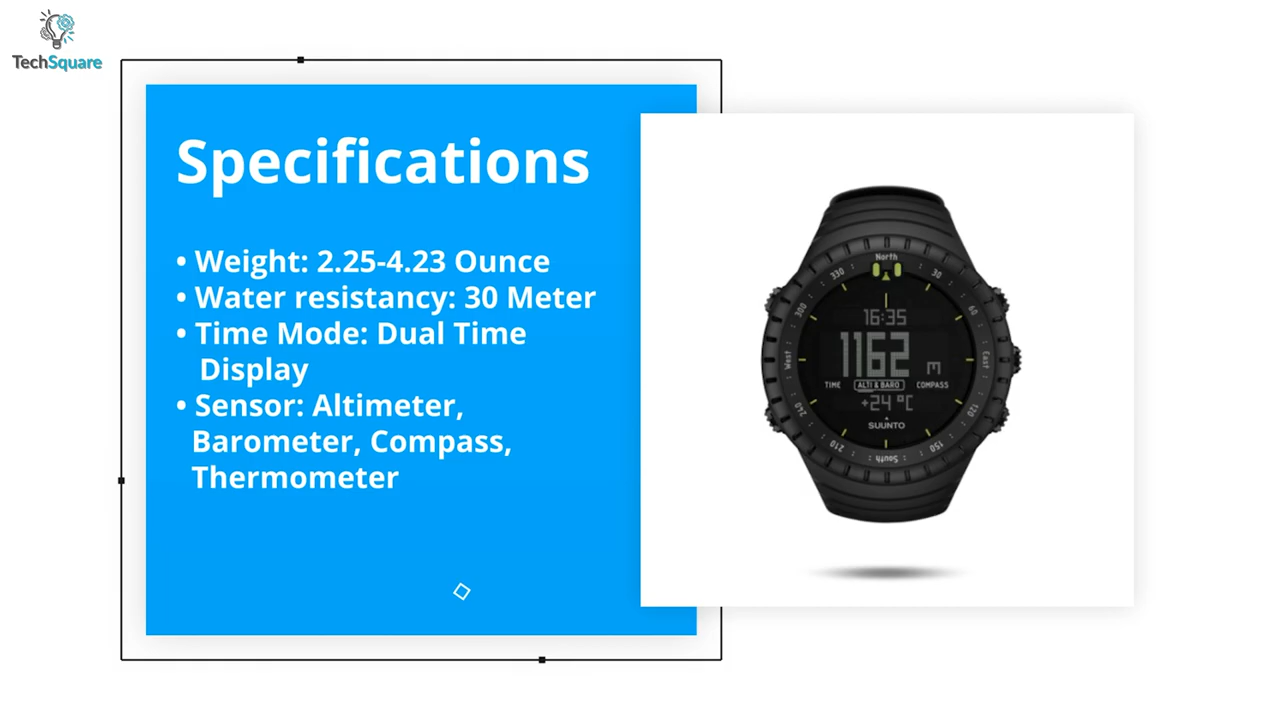 TechSquare
Specifications
• Weight: 2.25-4.23 Ounce
• Water resistancy: 30 Meter
• Time Mode: Dual Time
Display
• Sensor: Altimeter,
Barometer, Compass,
Thermometer
North
330
30
300
60
16:35
1162 m
West
East
TIME ALTI & BARO COMPASS
+24 °C
240
120
SUUNTO
210
150
South